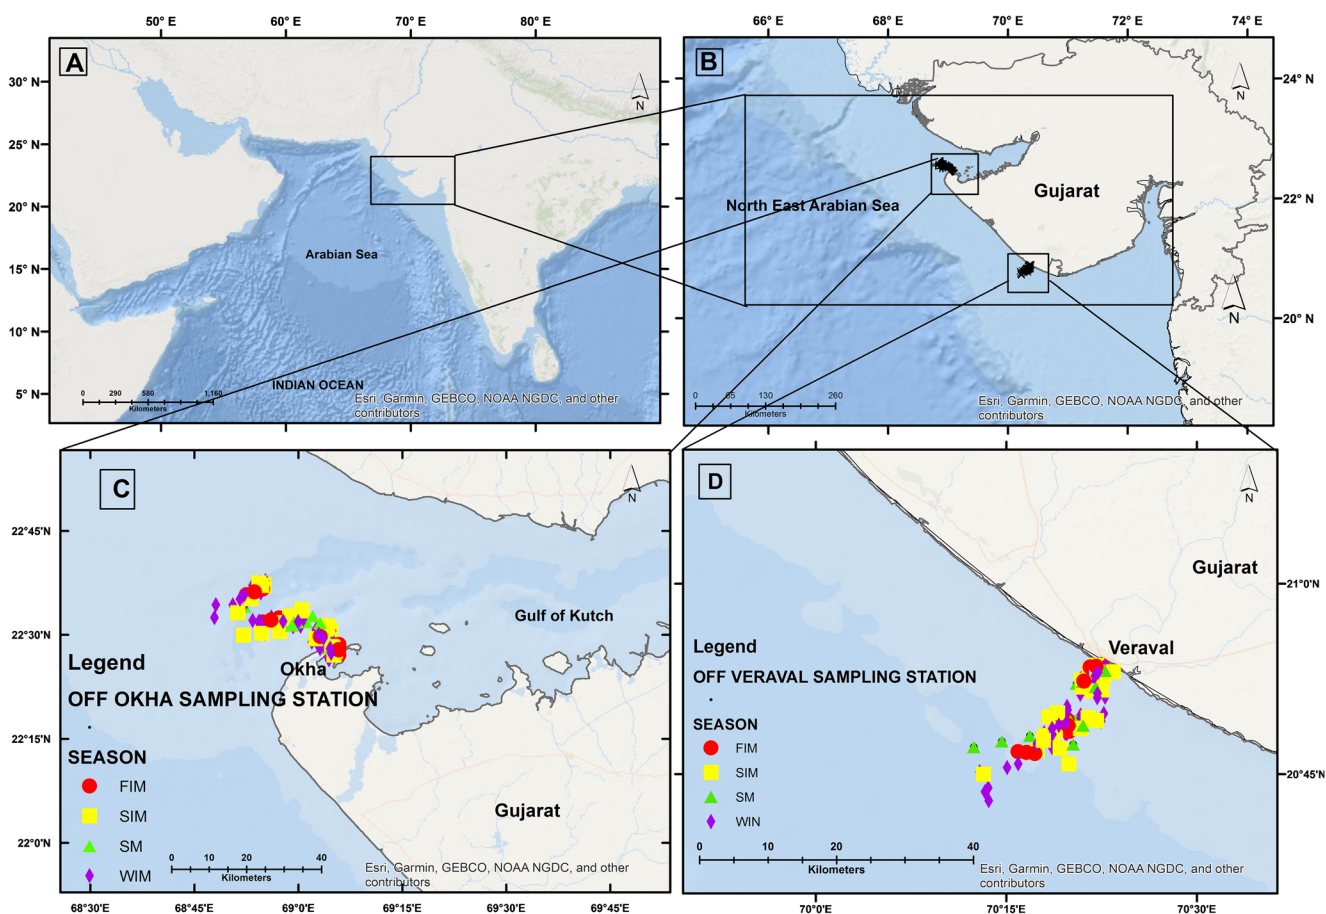 50° E 60° E 70° E 80° E
A
N
30° N
25° N
20° N
15° N
10° N
5° N
Arabian Sea
INDIAN OCEAN
0 290 580 1,160
Kilometers
Esri, Garmin, GEBCO, NOAA NGDC, and other
contributors
66° E 68° E 70° E 72° E 74° E
B
N
24° N
22° N
20° N
Gujarat
North East Arabian Sea
N
0 65 130 260
Kilometers
Esri, Garmin, GEBCO, NOAA NGDC, and other
contributors
C
N
22°45'N
22°30'N
22°15'N
22°0'N
Gulf of Kutch
Okha
Legend
OFF OKHA SAMPLING STATION
SEASON
FIM
SIM
SM
WIM
Gujarat
0 10 20 40
Kilometers
Esri, Garmin, GEBCO, NOAA NGDC, and other
contributors
68°30'E 68°45'E 69°0'E 69°15'E 69°30'E 69°45'E
D
N
Gujarat
21°0'N
20°45'N
Veraval
Legend
OFF VERAVAL SAMPLING STATION
SEASON
FIM
SIM
SM
WIN
0 10 20 40
Kilometers
Esri, Garmin, GEBCO, NOAA NGDC, and other
contributors
70°0'E 70°15'E 70°30'E